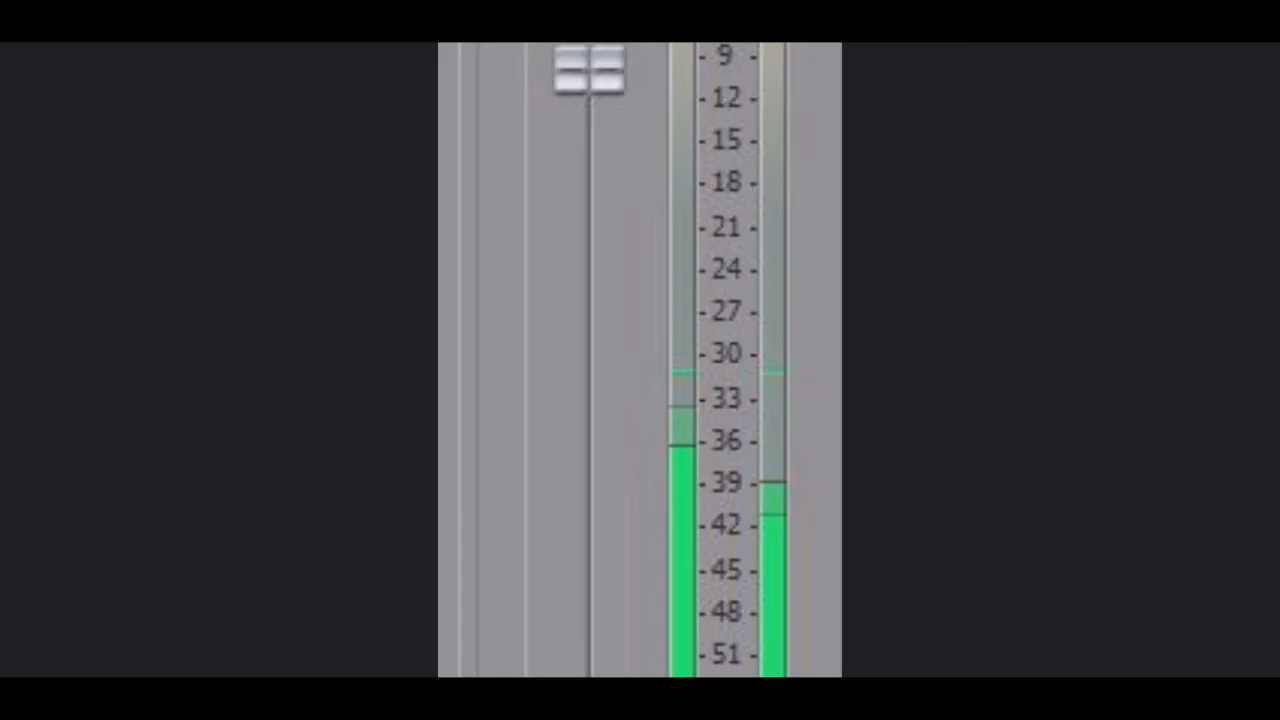 - 9 -
- 12 -
- 15 -
- 18 -
- 21 -
- 24 -
- 27 -
- 30 -
- 33 -
- 36 -
- 39 -
- 42 -
- 45 -
- 48 -
- 51 -